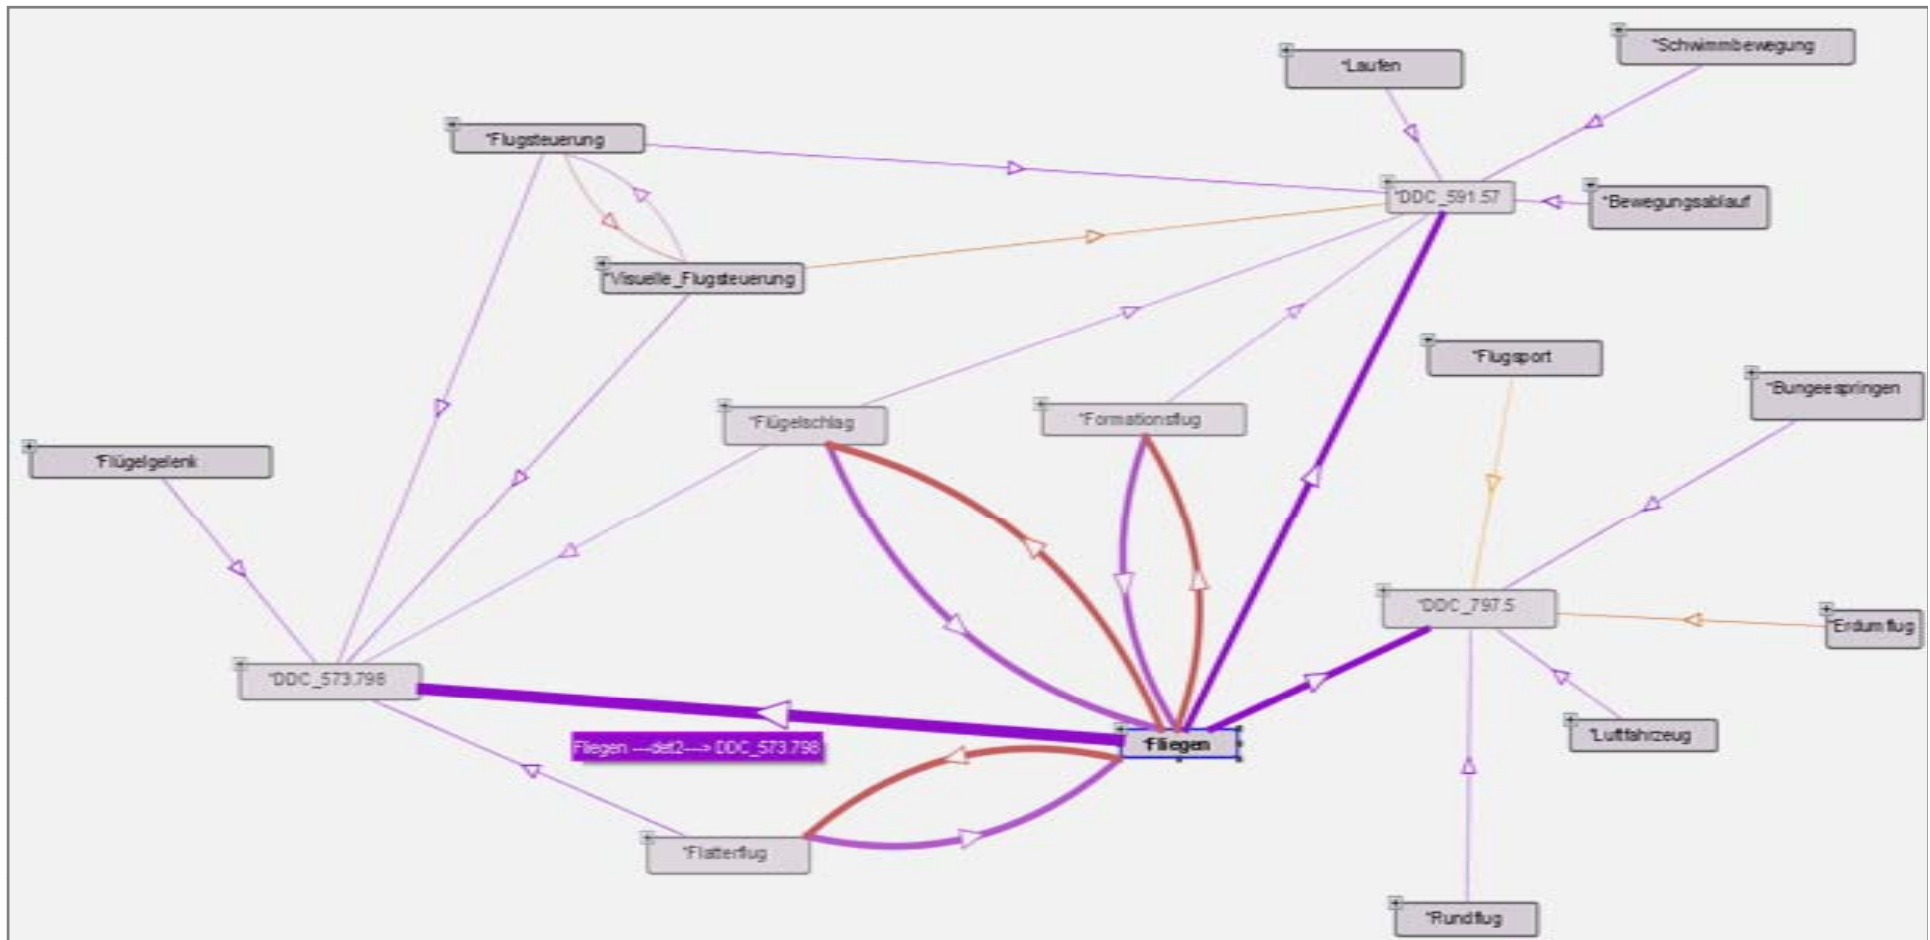 *Schwimmbewegung
*Laufen
*Flugsteuerung
*DDC_591.57
*Bewegungsablauf
*Visuelle_Flugsteuerung
*Flugsport
*Bungeespringen
*Flügelschlag
*Formationsflug
*Flügelgelenk
*DDC_797.5
*Erdumflug
*DDC_573.798
*Luftfahrzeug
Fliegen ---det2---> DDC_573.798
*Fliegen
*Flatterflug
*Rundflug